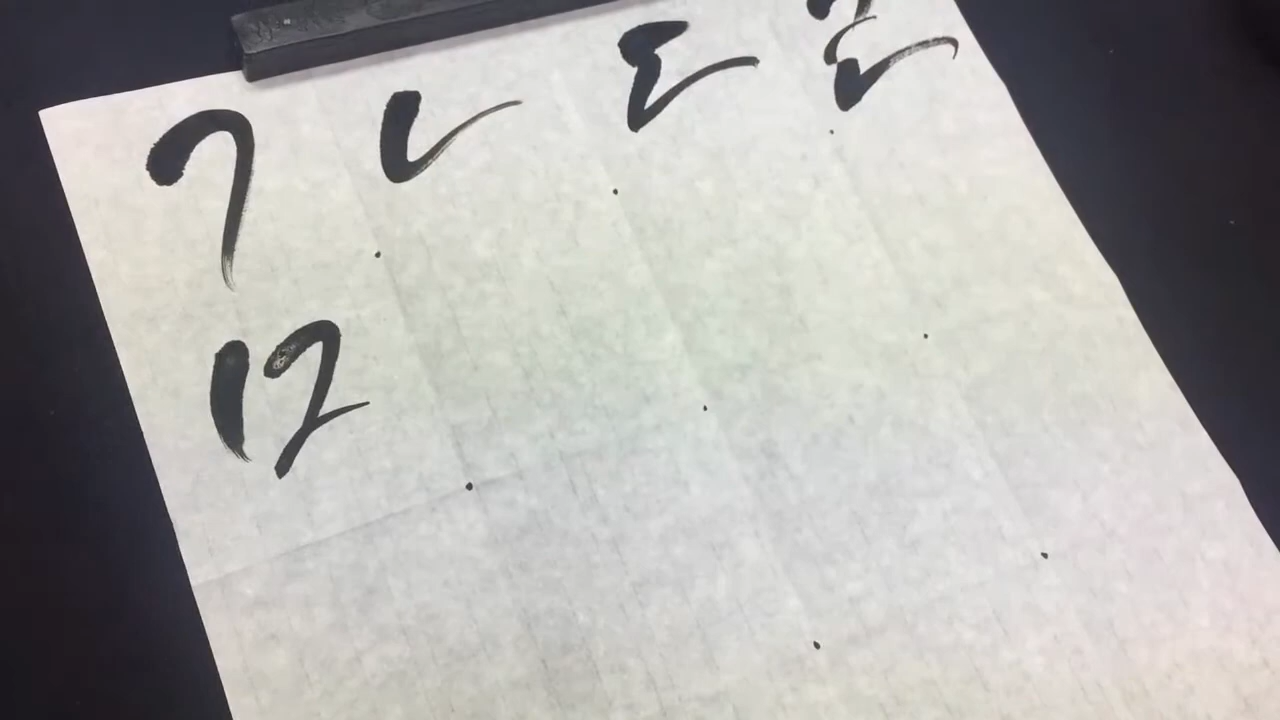 ㄱ ㄴ ㄷ ㄹ
ㅁ